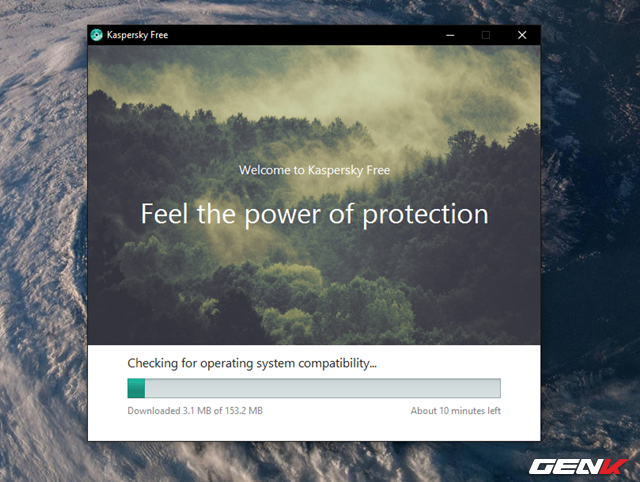 Kaspersky Free
Welcome to Kaspersky Free
Feel the power of protection
Checking for operating system compatibility...
Downloaded 3.1 MB of 153.2 MB
About 10 minutes left
GENK